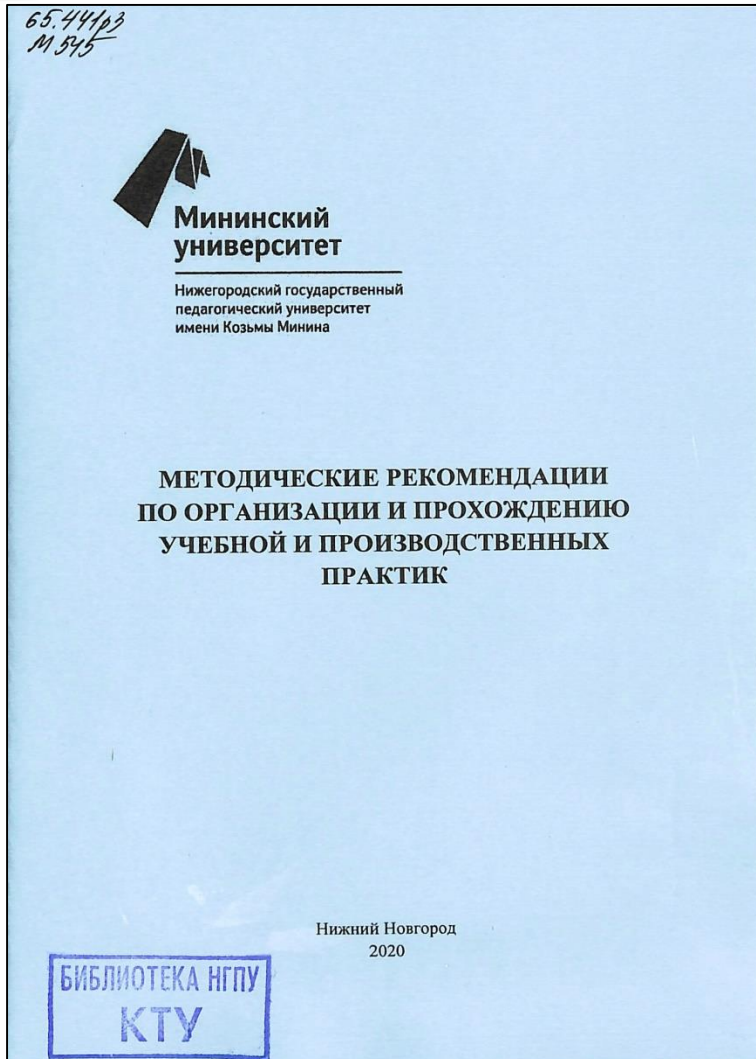 65.441р3
М 545
Мининский
университет
Нижегородский государственный
педагогический университет
имени Козьмы Минина
МЕТОДИЧЕСКИЕ РЕКОМЕНДАЦИИ
ПО ОРГАНИЗАЦИИ И ПРОХОЖДЕНИЮ
УЧЕБНОЙ И ПРОИЗВОДСТВЕННЫХ
ПРАКТИК
Нижний Новгород
2020
БИБЛИОТЕКА НГПУ
КТУ